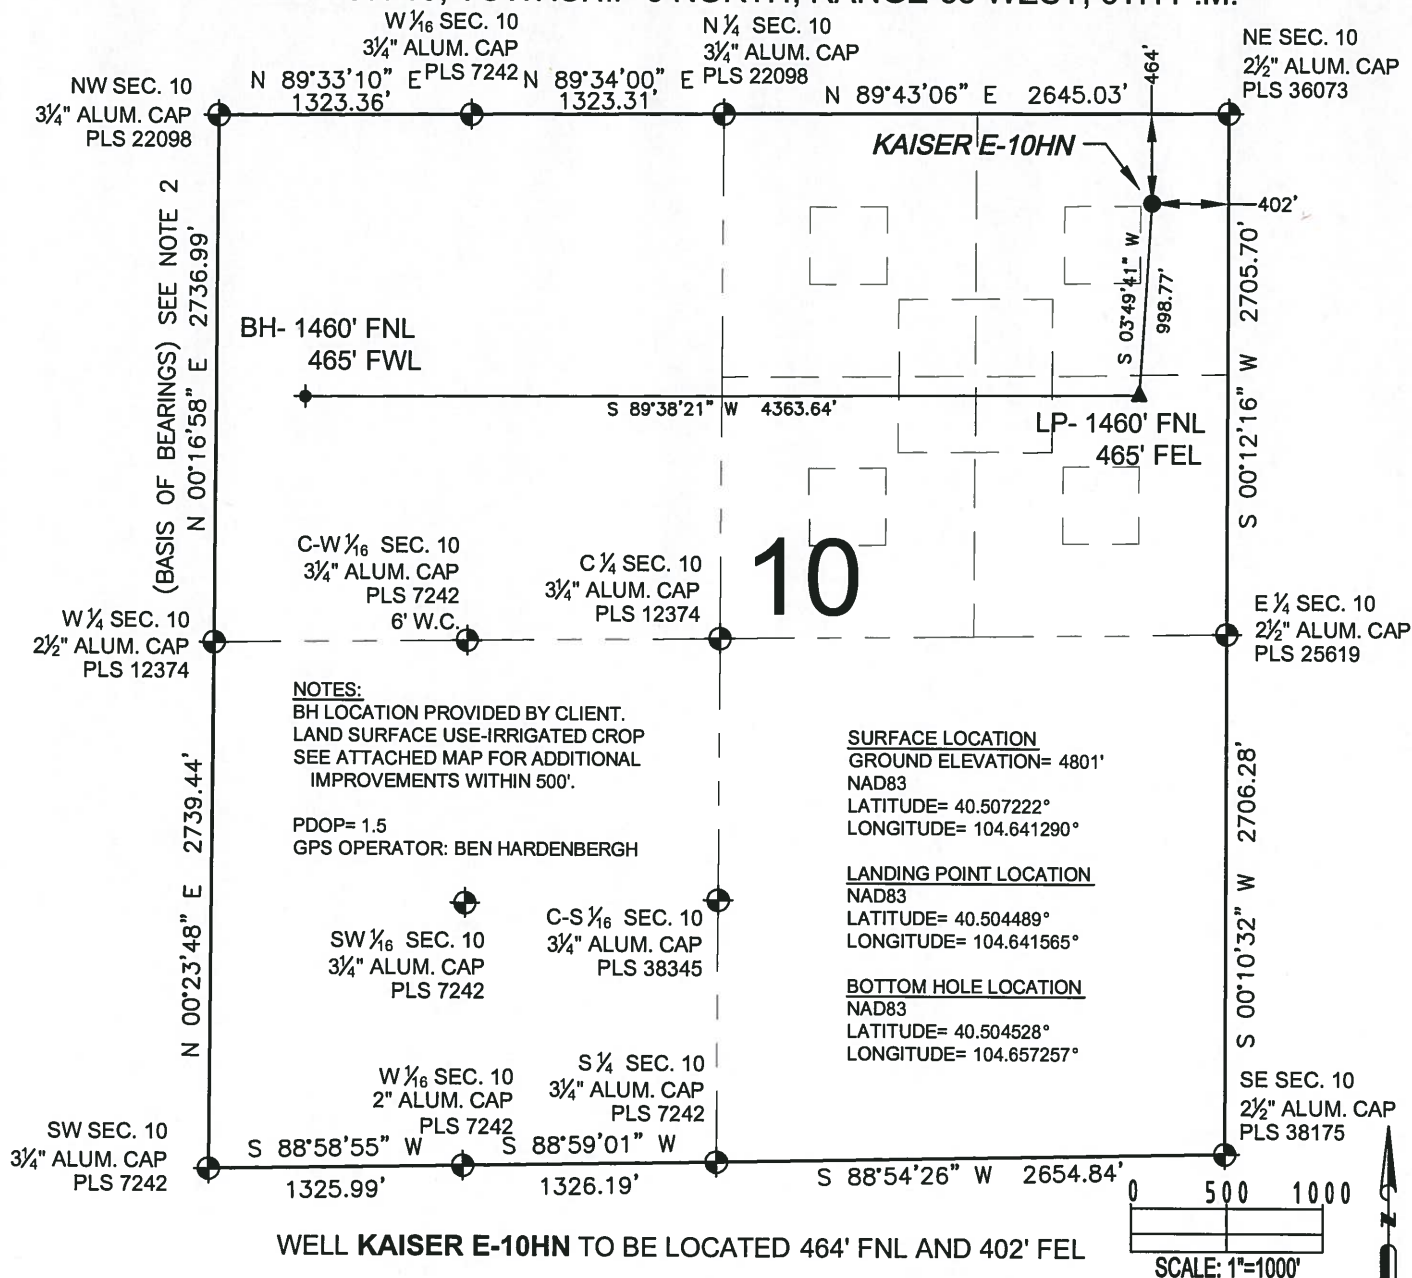 W 1/16 SEC. 10
3¼" ALUM. CAP
PLS 7242
N ¼ SEC. 10
3¼" ALUM. CAP
PLS 22098
NE SEC. 10
2½" ALUM. CAP
PLS 36073
NW SEC. 10
3¼" ALUM. CAP
PLS 22098
N 89°33'10" E
1323.36'
N 89°34'00" E
1323.31'
N 89°43'06" E 2645.03'
464'
KAISER E-10HN
402'
(BASIS OF BEARINGS) SEE NOTE 2
N 00°16'58" E 2736.99'
S 03°49'41" W
998.77'
S 00°12'16" W 2705.70'
BH- 1460' FNL
465' FWL
S 89°38'21" W 4363.64'
LP- 1460' FNL
465' FEL
10
C-W 1/16 SEC. 10
3¼" ALUM. CAP
PLS 7242
6' W.C.
C ¼ SEC. 10
3¼" ALUM. CAP
PLS 12374
W ¼ SEC. 10
2½" ALUM. CAP
PLS 12374
E ¼ SEC. 10
2½" ALUM. CAP
PLS 25619
NOTES:
BH LOCATION PROVIDED BY CLIENT.
LAND SURFACE USE-IRRIGATED CROP
SEE ATTACHED MAP FOR ADDITIONAL
IMPROVEMENTS WITHIN 500'.
PDOP= 1.5
GPS OPERATOR: BEN HARDENBERGH
SURFACE LOCATION
GROUND ELEVATION= 4801'
NAD83
LATITUDE= 40.507222°
LONGITUDE= 104.641290°
LANDING POINT LOCATION
NAD83
LATITUDE= 40.504489°
LONGITUDE= 104.641565°
BOTTOM HOLE LOCATION
NAD83
LATITUDE= 40.504528°
LONGITUDE= 104.657257°
N 00°23'48" E 2739.44'
S 00°10'32" W 2706.28'
SW 1/16 SEC. 10
3¼" ALUM. CAP
PLS 7242
C-S 1/16 SEC. 10
3¼" ALUM. CAP
PLS 38345
W 1/16 SEC. 10
2" ALUM. CAP
PLS 7242
S ¼ SEC. 10
3¼" ALUM. CAP
PLS 7242
SE SEC. 10
2½" ALUM. CAP
PLS 38175
SW SEC. 10
3¼" ALUM. CAP
PLS 7242
S 88°58'55" W
1325.99'
S 88°59'01" W
1326.19'
S 88°54'26" W 2654.84'
0 500 1000
SCALE: 1"=1000'
N
WELL KAISER E-10HN TO BE LOCATED 464' FNL AND 402' FEL